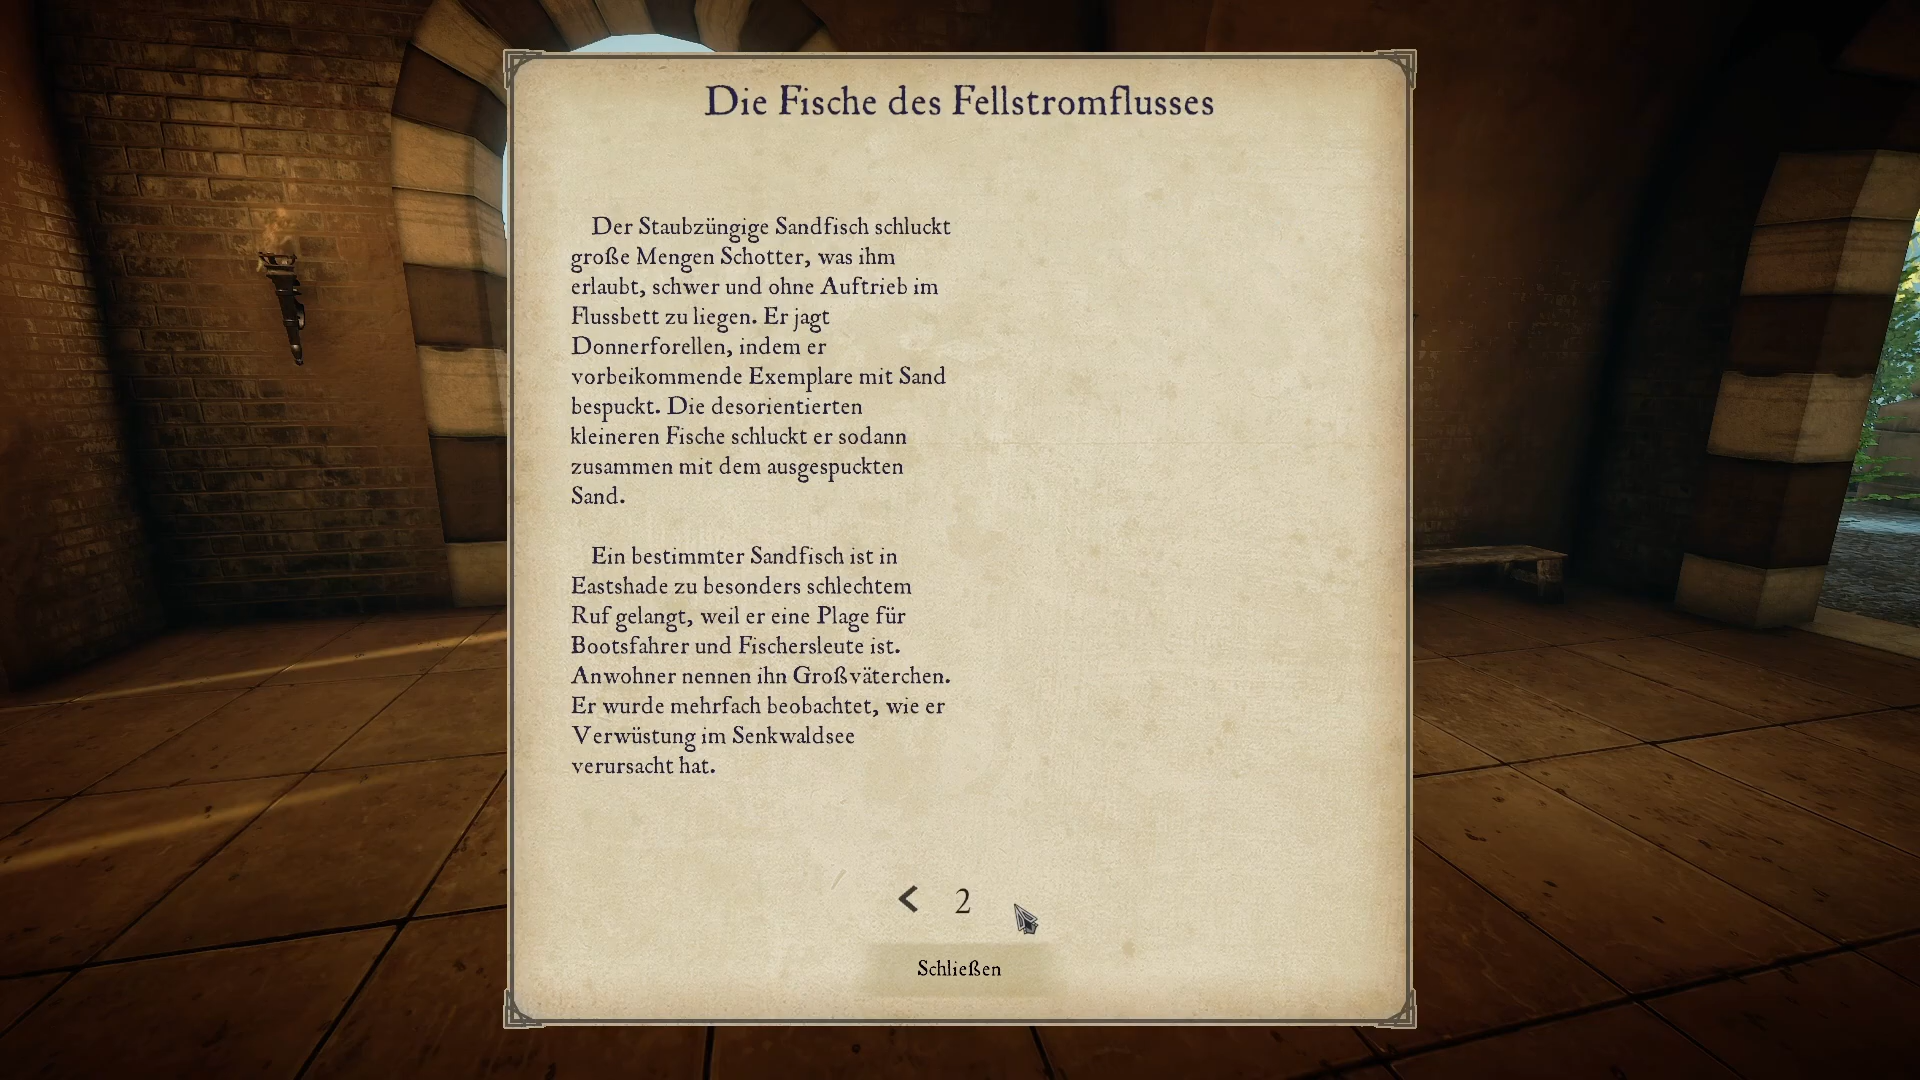 Die Fische des Fellstromflusses
Der Staubzüngige Sandfisch schluckt
große Mengen Schotter, was ihm
erlaubt, schwer und ohne Auftrieb im
Flussbett zu liegen. Er jagt
Donnerforellen, indem er
vorbeikommende Exemplare mit Sand
bespuckt. Die desorientierten
kleineren Fische schluckt er sodann
zusammen mit dem ausgespuckten
Sand.
Ein bestimmter Sandfisch ist in
Eastshade zu besonders schlechtem
Ruf gelangt, weil er eine Plage für
Bootsfahrer und Fischersleute ist.
Anwohner nennen ihn Großväterchen.
Er wurde mehrfach beobachtet, wie er
Verwüstung im Senkwaldsee
verursacht hat.
2
Schließen